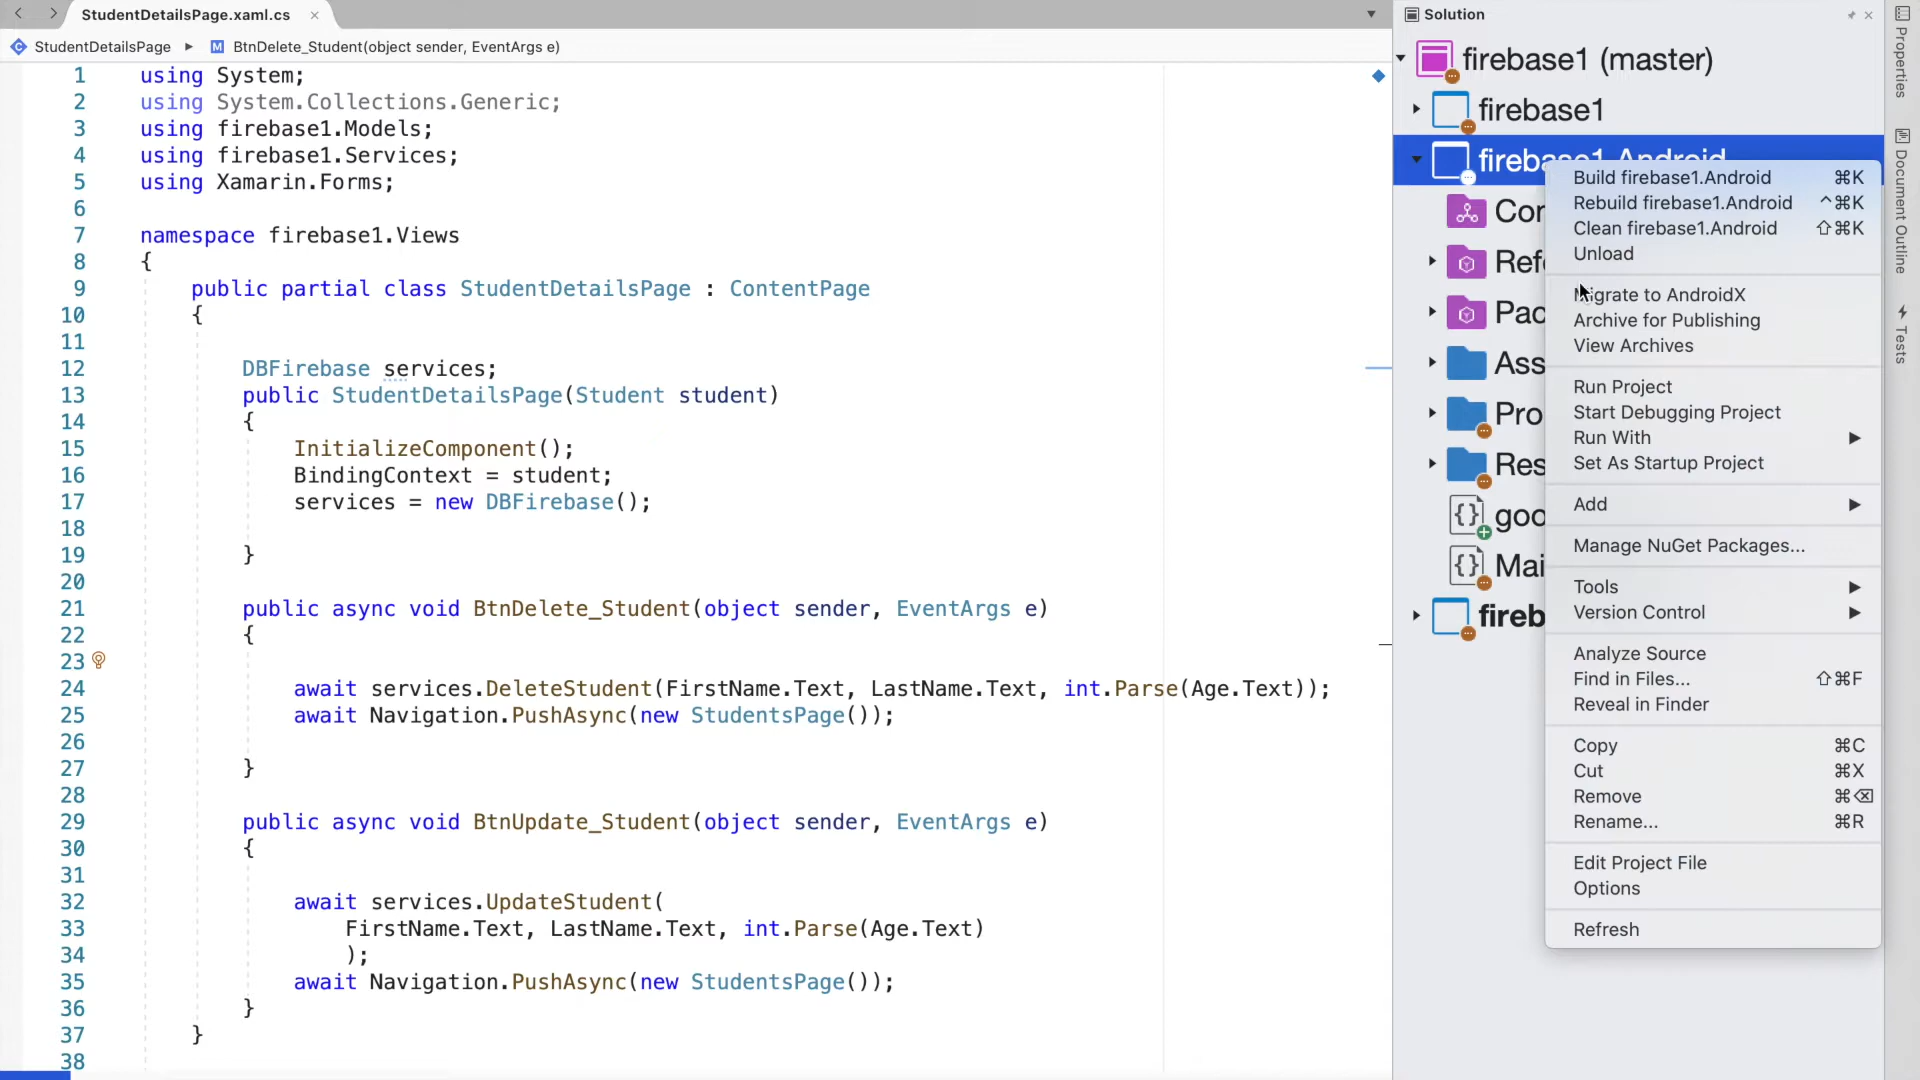 StudentDetailsPage.xaml.cs
StudentDetailsPage
BtnDelete_Student(object sender, EventArgs e)
1 using System;
2 using System.Collections.Generic;
3 using firebase1.Models;
4 using firebase1.Services;
5 using Xamarin.Forms;
6
7 namespace firebase1.Views
8 {
9 public partial class StudentDetailsPage : ContentPage
10 {
11
12 DBFirebase services;
13 public StudentDetailsPage(Student student)
14 {
15 InitializeComponent();
16 BindingContext = student;
17 services = new DBFirebase();
18
19 }
20
21 public async void BtnDelete_Student(object sender, EventArgs e)
22 {
23
24 await services.DeleteStudent(FirstName.Text, LastName.Text, int.Parse(Age.Text));
25 await Navigation.PushAsync(new StudentsPage());
26
27 }
28
29 public async void BtnUpdate_Student(object sender, EventArgs e)
30 {
31
32 await services.UpdateStudent(
33 FirstName.Text, LastName.Text, int.Parse(Age.Text)
34 );
35 await Navigation.PushAsync(new StudentsPage());
36 }
37 }
38
Solution
firebase1 (master)
firebase1
firebase1.Android
Con
Refe
Pac
Ass
Pro
Res
goo
Mai
fireb
Build firebase1.Android ⌘K
Rebuild firebase1.Android ^⌘K
Clean firebase1.Android ⇧⌘K
Unload
Migrate to AndroidX
Archive for Publishing
View Archives
Run Project
Start Debugging Project
Run With
Set As Startup Project
Add
Manage NuGet Packages...
Tools
Version Control
Analyze Source
Find in Files... ⇧⌘F
Reveal in Finder
Copy ⌘C
Cut ⌘X
Remove ⌘⌫
Rename... ⌘R
Edit Project File
Options
Refresh
Properties
Document Outline
Tests